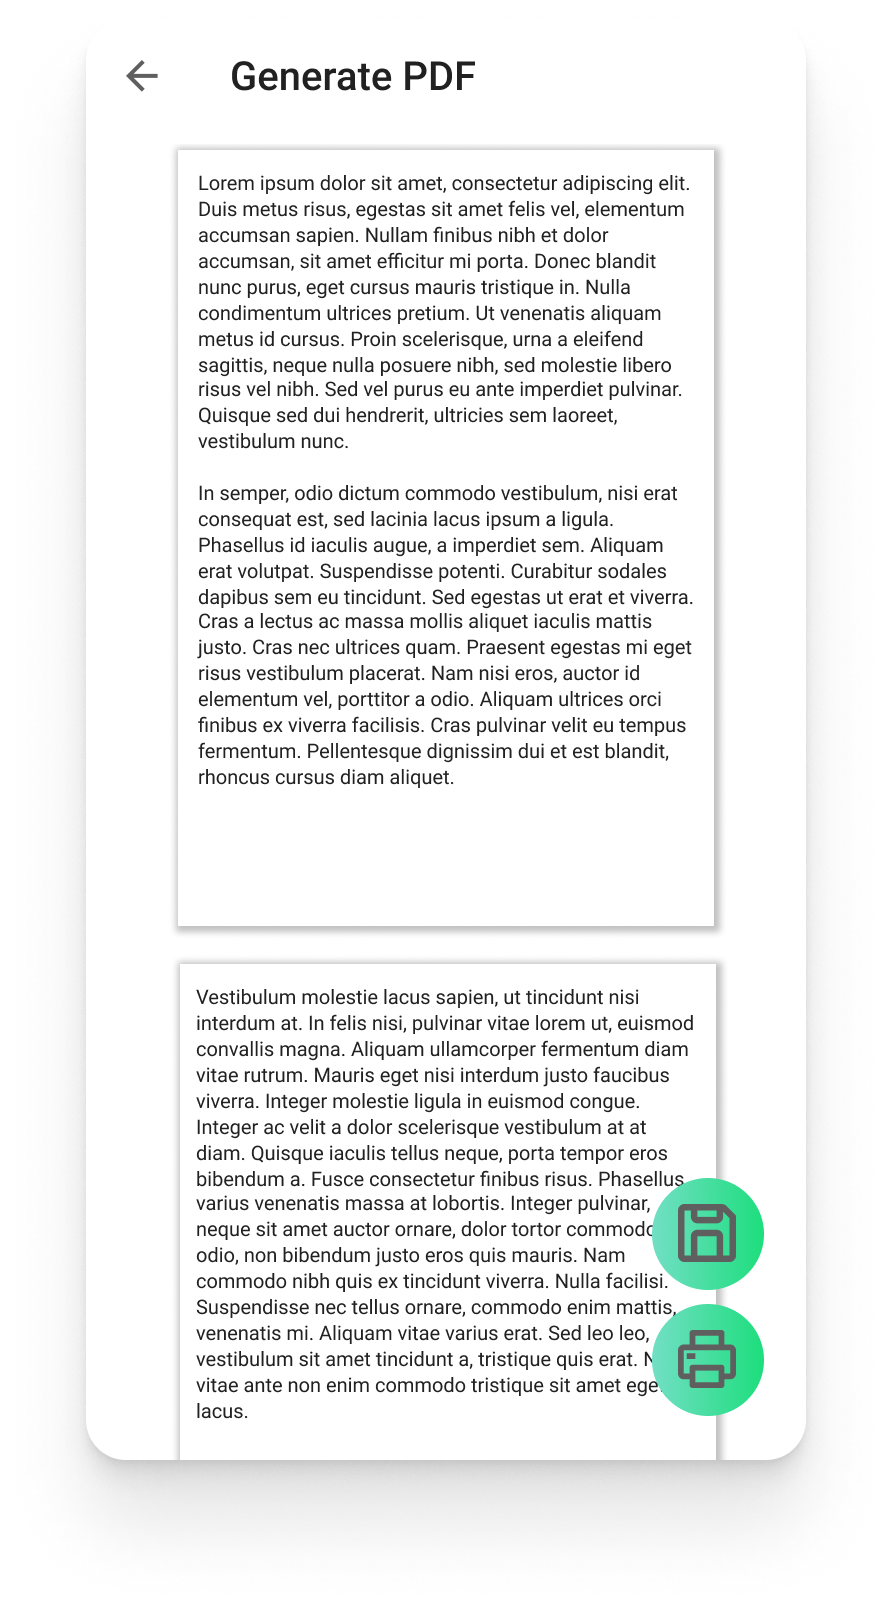 Generate PDF
Lorem ipsum dolor sit amet, consectetur adipiscing elit.
Duis metus risus, egestas sit amet felis vel, elementum
accumsan sapien. Nullam finibus nibh et dolor
accumsan, sit amet efficitur mi porta. Donec blandit
nunc purus, eget cursus mauris tristique in. Nulla
condimentum ultrices pretium. Ut venenatis aliquam
metus id cursus. Proin scelerisque, urna a eleifend
sagittis, neque nulla posuere nibh, sed molestie libero
risus vel nibh. Sed vel purus eu ante imperdiet pulvinar.
Quisque sed dui hendrerit, ultricies sem laoreet,
vestibulum nunc.
In semper, odio dictum commodo vestibulum, nisi erat
consequat est, sed lacinia lacus ipsum a ligula.
Phasellus id iaculis augue, a imperdiet sem. Aliquam
erat volutpat. Suspendisse potenti. Curabitur sodales
dapibus sem eu tincidunt. Sed egestas ut erat et viverra.
Cras a lectus ac massa mollis aliquet iaculis mattis
justo. Cras nec ultrices quam. Praesent egestas mi eget
risus vestibulum placerat. Nam nisi eros, auctor id
elementum vel, porttitor a odio. Aliquam ultrices orci
finibus ex viverra facilisis. Cras pulvinar velit eu tempus
fermentum. Pellentesque dignissim dui et est blandit,
rhoncus cursus diam aliquet.
Vestibulum molestie lacus sapien, ut tincidunt nisi
interdum at. In felis nisi, pulvinar vitae lorem ut, euismod
convallis magna. Aliquam ullamcorper fermentum diam
vitae rutrum. Mauris eget nisi interdum justo faucibus
viverra. Integer molestie ligula in euismod congue.
Integer ac velit a dolor scelerisque vestibulum at at
diam. Quisque iaculis tellus neque, porta tempor eros
bibendum a. Fusce consectetur finibus risus. Phasellus
varius venenatis massa at lobortis. Integer pulvinar,
neque sit amet auctor ornare, dolor tortor commodo
odio, non bibendum justo eros quis mauris. Nam
commodo nibh quis ex tincidunt viverra. Nulla facilisi.
Suspendisse nec tellus ornare, commodo enim mattis,
venenatis mi. Aliquam vitae varius erat. Sed leo leo,
vestibulum sit amet tincidunt a, tristique quis erat.
vitae ante non enim commodo tristique sit amet eget
lacus.